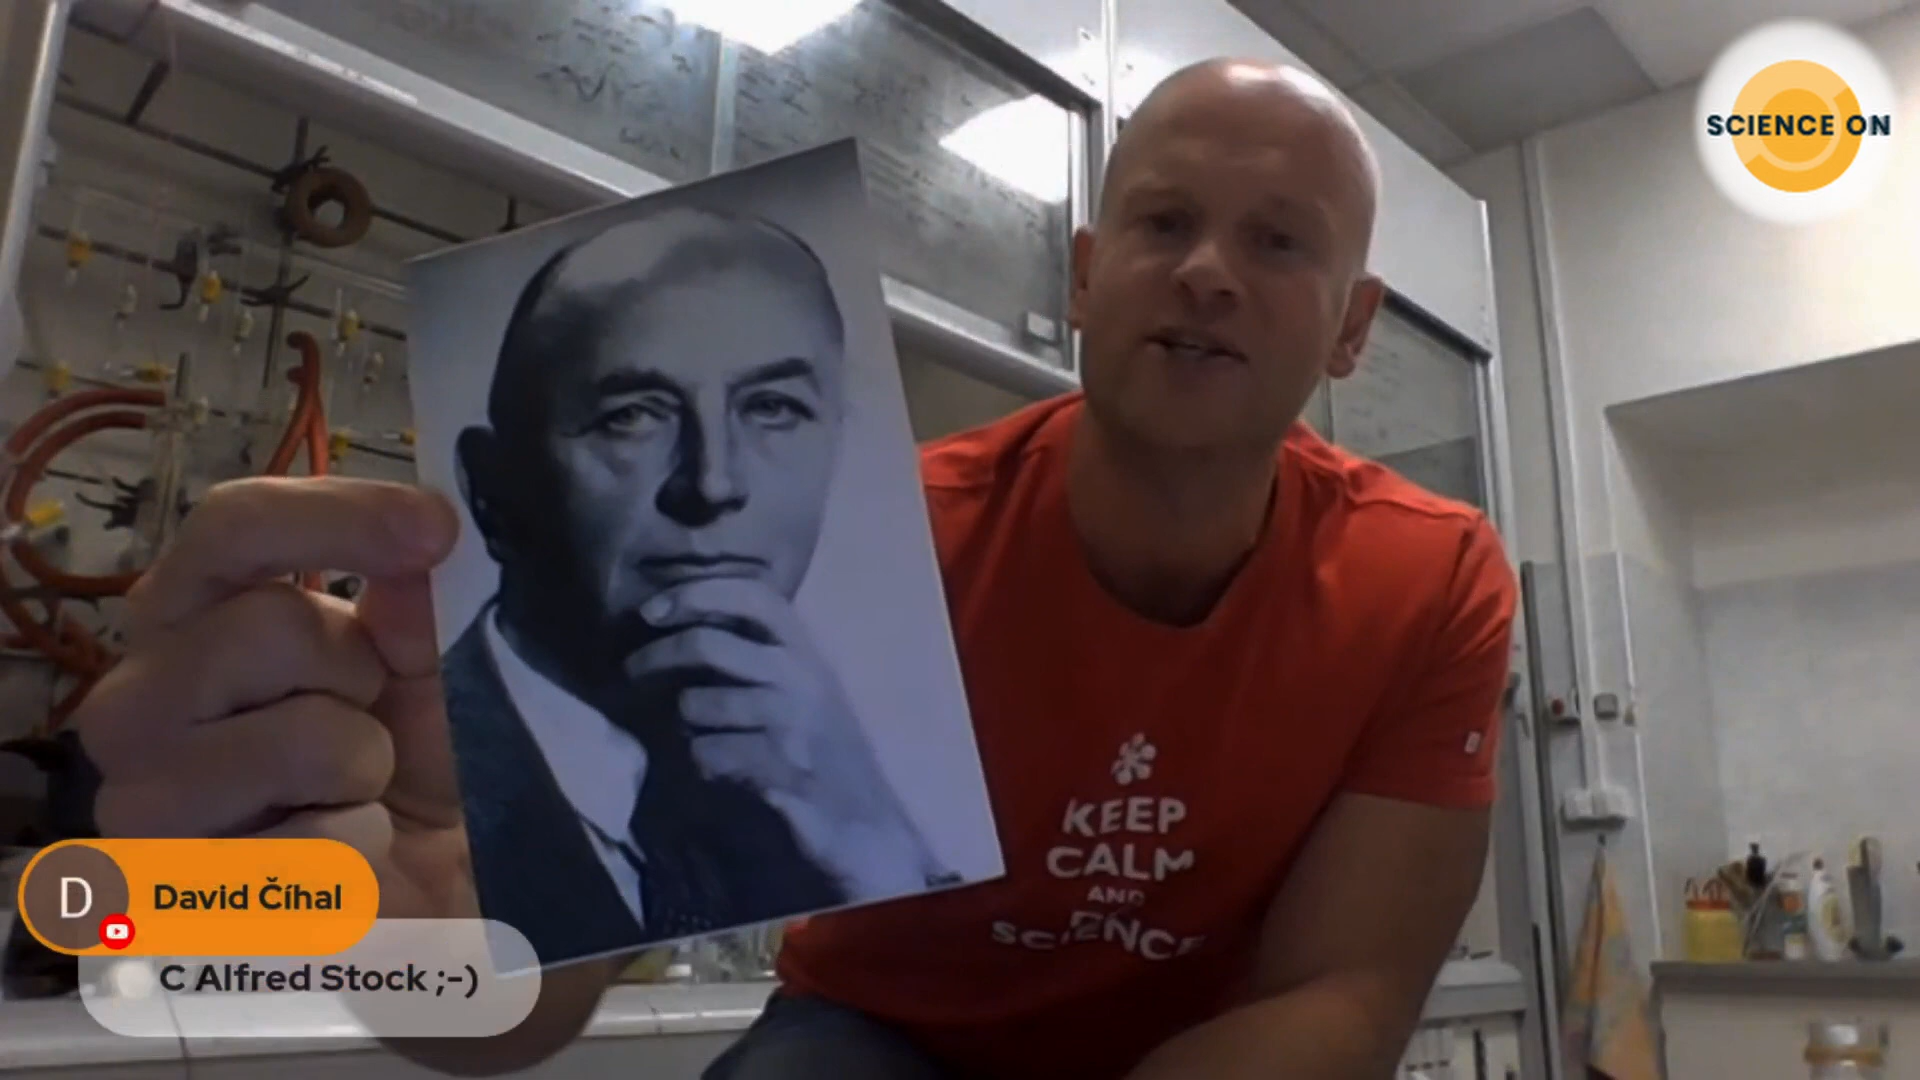 SCIENCE ON
KEEP
CALM
AND
SCIENCE
D
David Číhal
C Alfred Stock ;-)